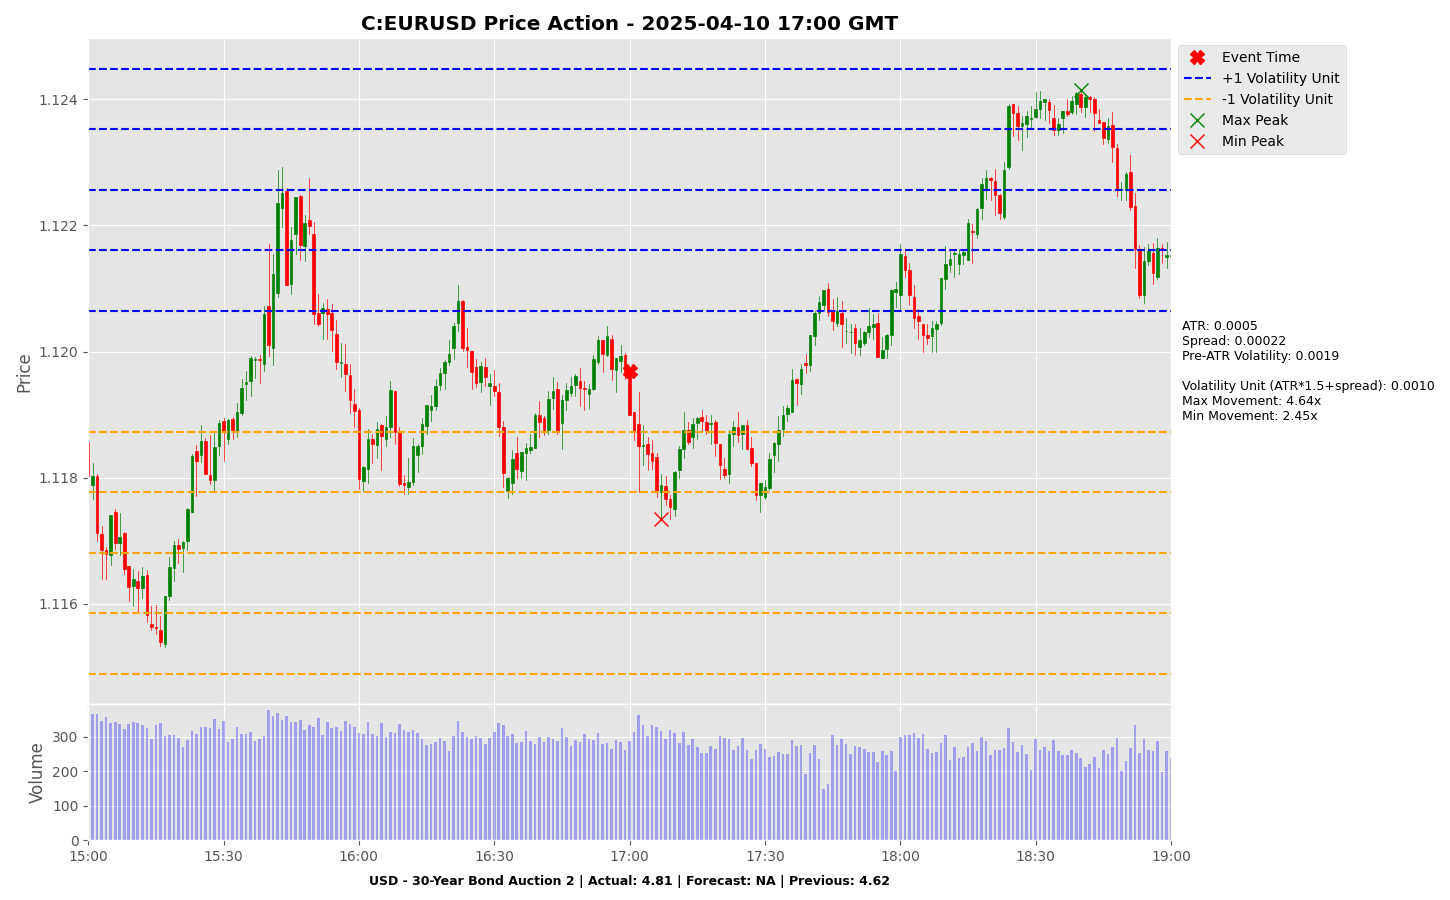 C:EURUSD Price Action - 2025-04-10 17:00 GMT
Event Time
+1 Volatility Unit
-1 Volatility Unit
Max Peak
Min Peak
Price
1.124
1.122
1.120
1.118
1.116
ATR: 0.0005
Spread: 0.00022
Pre-ATR Volatility: 0.0019
Volatility Unit (ATR*1.5+spread): 0.0010
Max Movement: 4.64x
Min Movement: 2.45x
Volume
300
200
100
0
15:00 15:30 16:00 16:30 17:00 17:30 18:00 18:30 19:00
USD - 30-Year Bond Auction 2 | Actual: 4.81 | Forecast: NA | Previous: 4.62